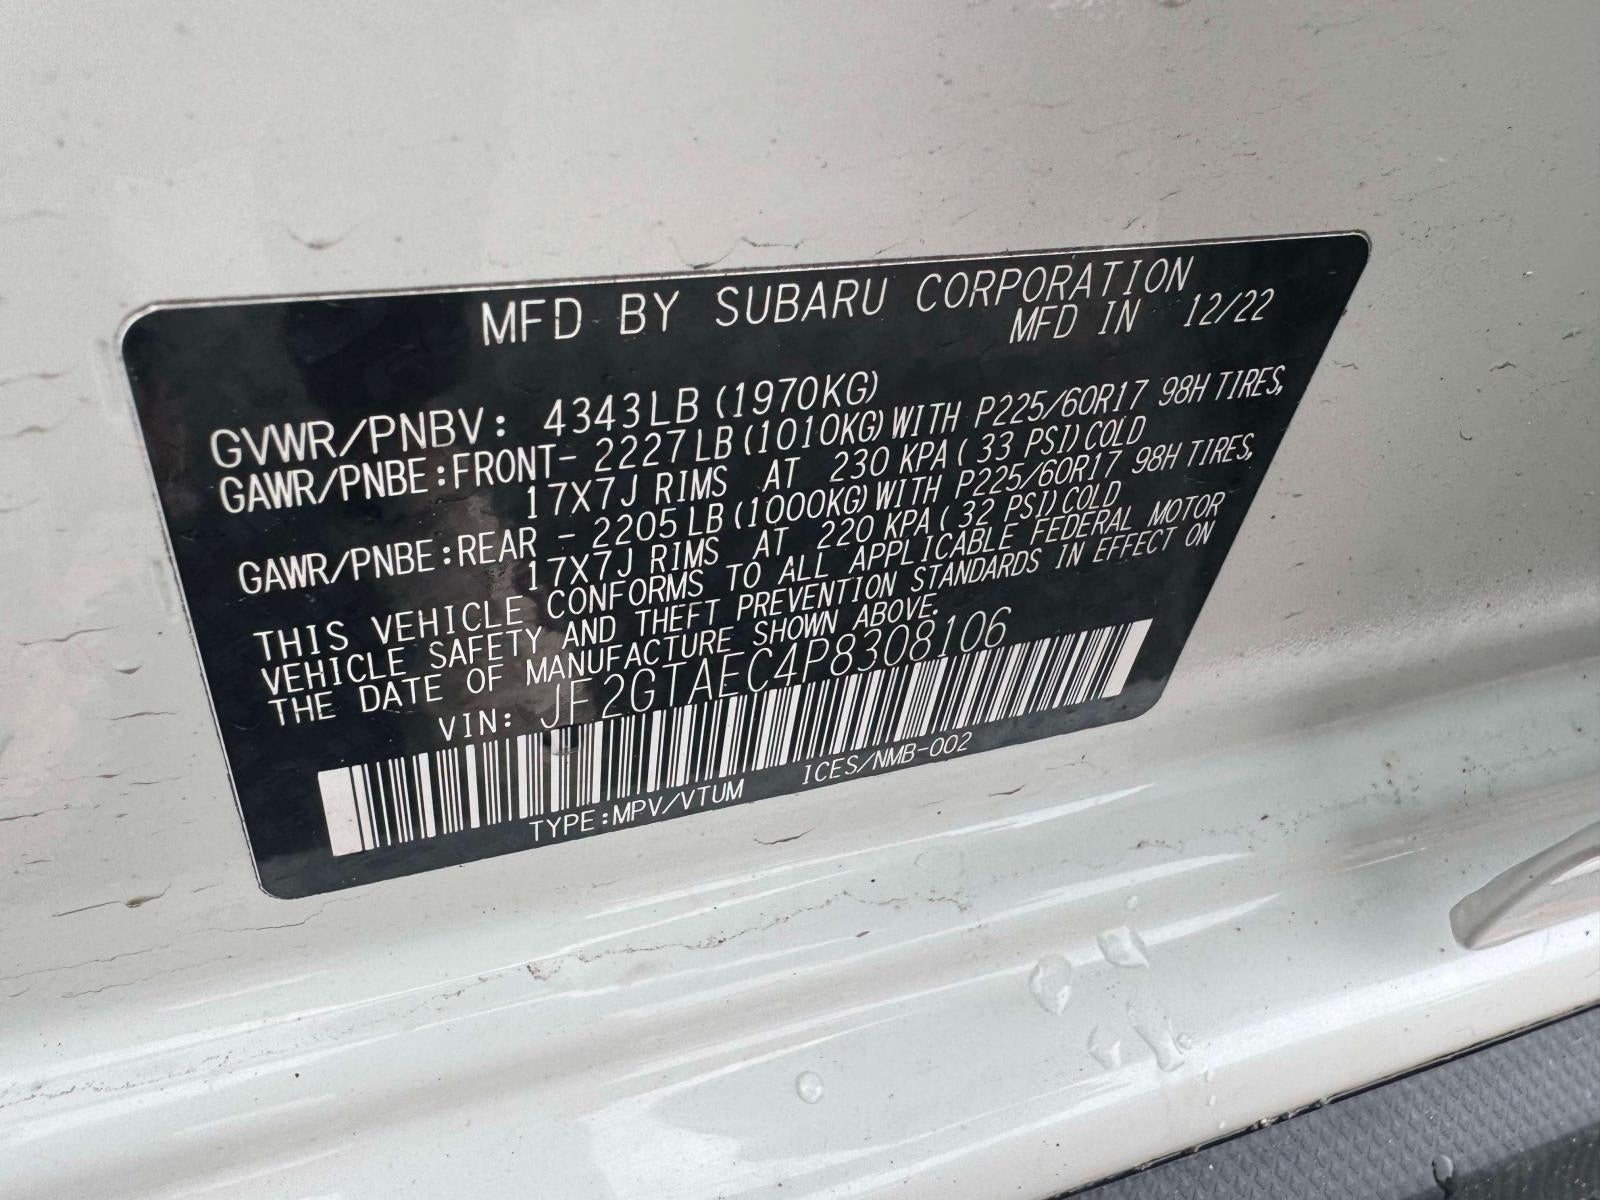 MFD BY SUBARU CORPORATION
MFD IN 12/22
GVWR/PNBV: 4343LB (1970KG)
GAWR/PNBE:FRONT- 2227LB (1010KG) WITH P225/60R17 98H TIRES,
17X7J RIMS AT 230 KPA ( 33 PSI) COLD
GAWR/PNBE:REAR - 2205LB (1000KG) WITH P225/60R17 98H TIRES,
17X7J RIMS AT 220 KPA ( 32 PSI) COLD
THIS VEHICLE CONFORMS TO ALL APPLICABLE FEDERAL MOTOR
VEHICLE SAFETY AND THEFT PREVENTION STANDARDS IN EFFECT ON
THE DATE OF MANUFACTURE SHOWN ABOVE.
VIN: JF2GTAEC4P8308106
TYPE:MPV/VTUM ICES/NMB-002